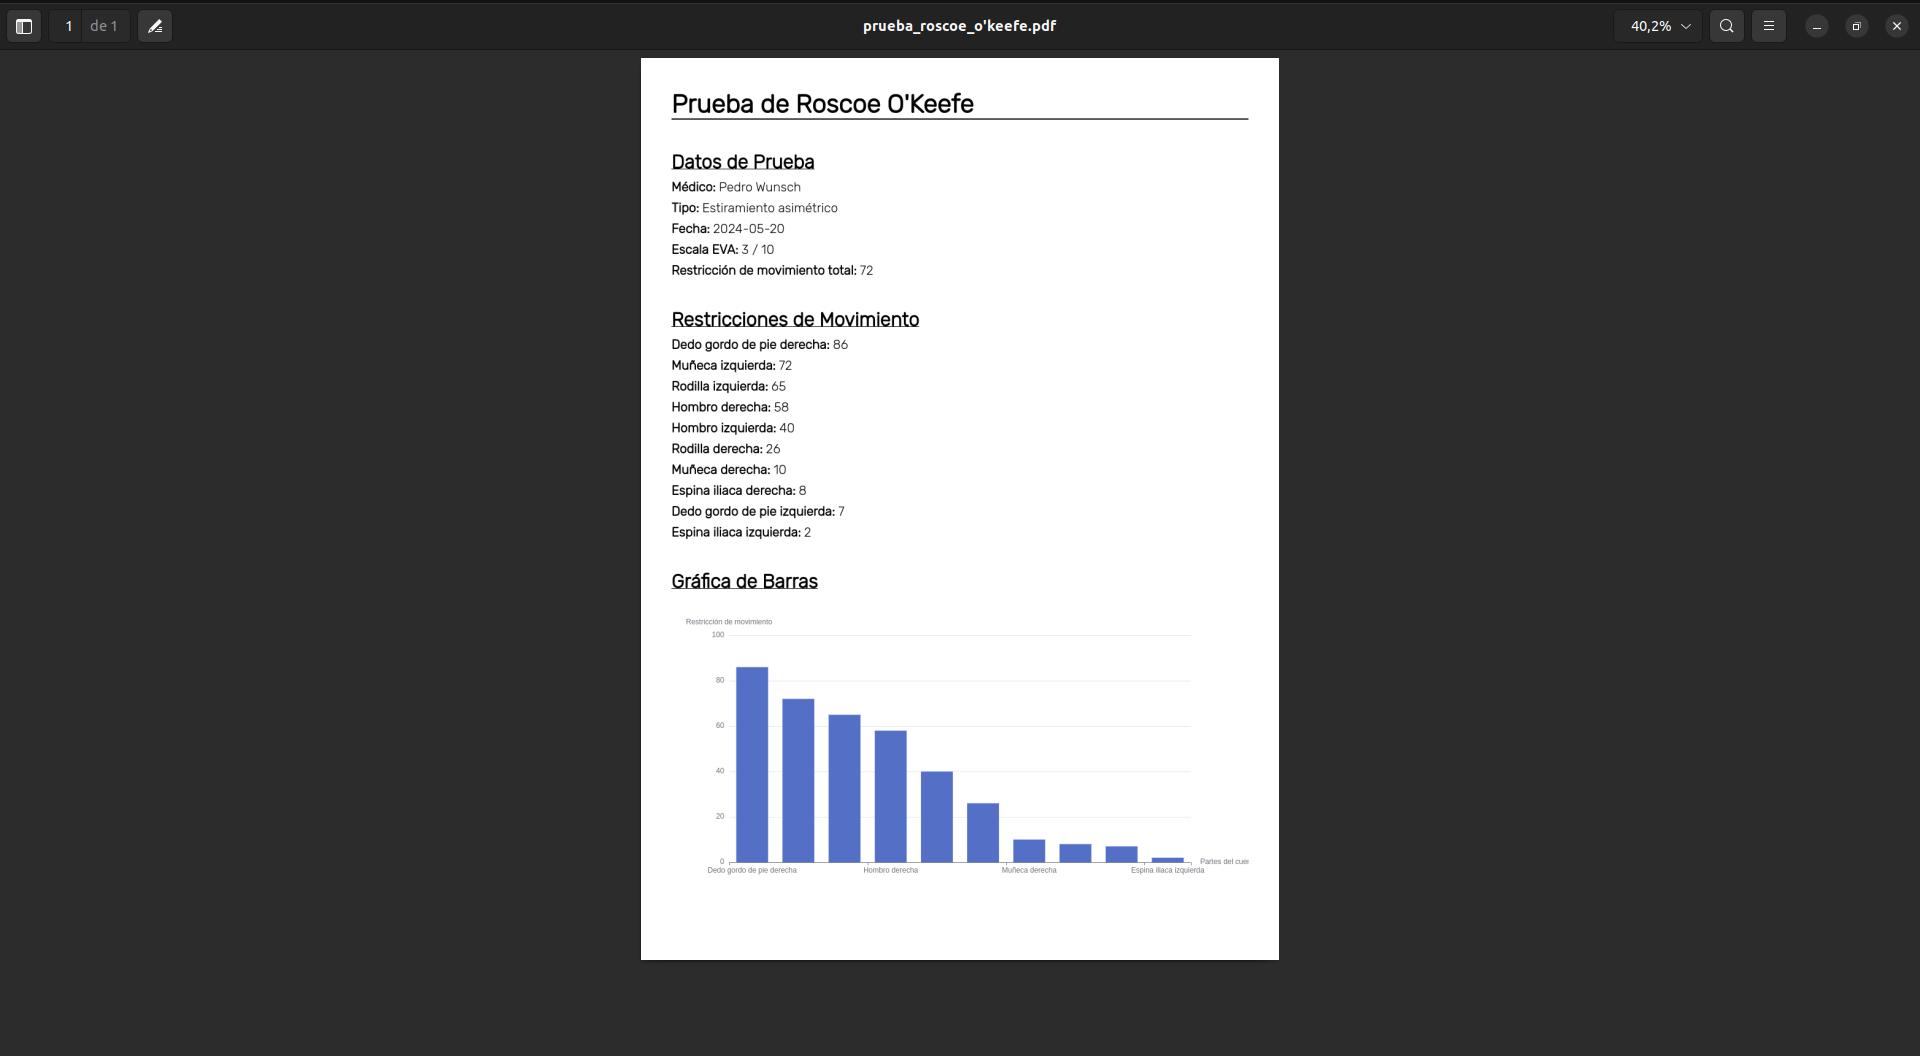 1 de 1
prueba_roscoe_o'keefe.pdf
40,2%
Prueba de Roscoe O'Keefe
Datos de Prueba
Médico: Pedro Wunsch
Tipo: Estiramiento asimétrico
Fecha: 2024-05-20
Escala EVA: 3 / 10
Restricción de movimiento total: 72
Restricciones de Movimiento
Dedo gordo de pie derecha: 86
Muñeca izquierda: 72
Rodilla izquierda: 65
Hombro derecha: 58
Hombro izquierda: 40
Rodilla derecha: 26
Muñeca derecha: 10
Espina iliaca derecha: 8
Dedo gordo de pie izquierda: 7
Espina iliaca izquierda: 2
Gráfica de Barras
Restricción de movimiento
100
80
60
40
20
0
Partes del cuer
Dedo gordo de pie derecha Hombro derecha Muñeca derecha Espina iliaca izquierda